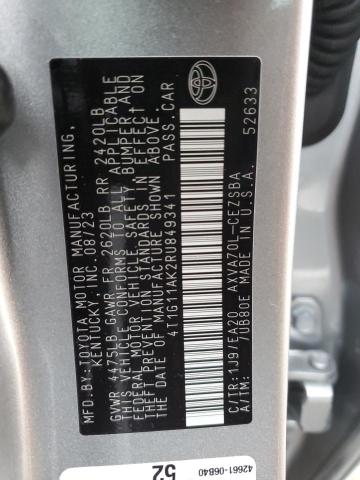 MFD.BY:TOYOTA MOTOR MANUFACTURING
KENTUCKY, INC. 08/23
GVWR 4475LB GAWR FR 2620LB RR 2420LB
THIS VEHICLE CONFORMS TO ALL APPLICABLE
FEDERAL MOTOR VEHICLE SAFETY, BUMPER, AND
THEFT PREVENTION STANDARDS IN EFFECT ON
THE DATE OF MANUFACTURE SHOWN ABOVE.
4T1G11AK2RU849341 PASS.CAR
C/TR:1J9/EA20 AXVA70L-CEZSBA
/0B80E MADE IN U.S.A.
52633
42661-06B40
52